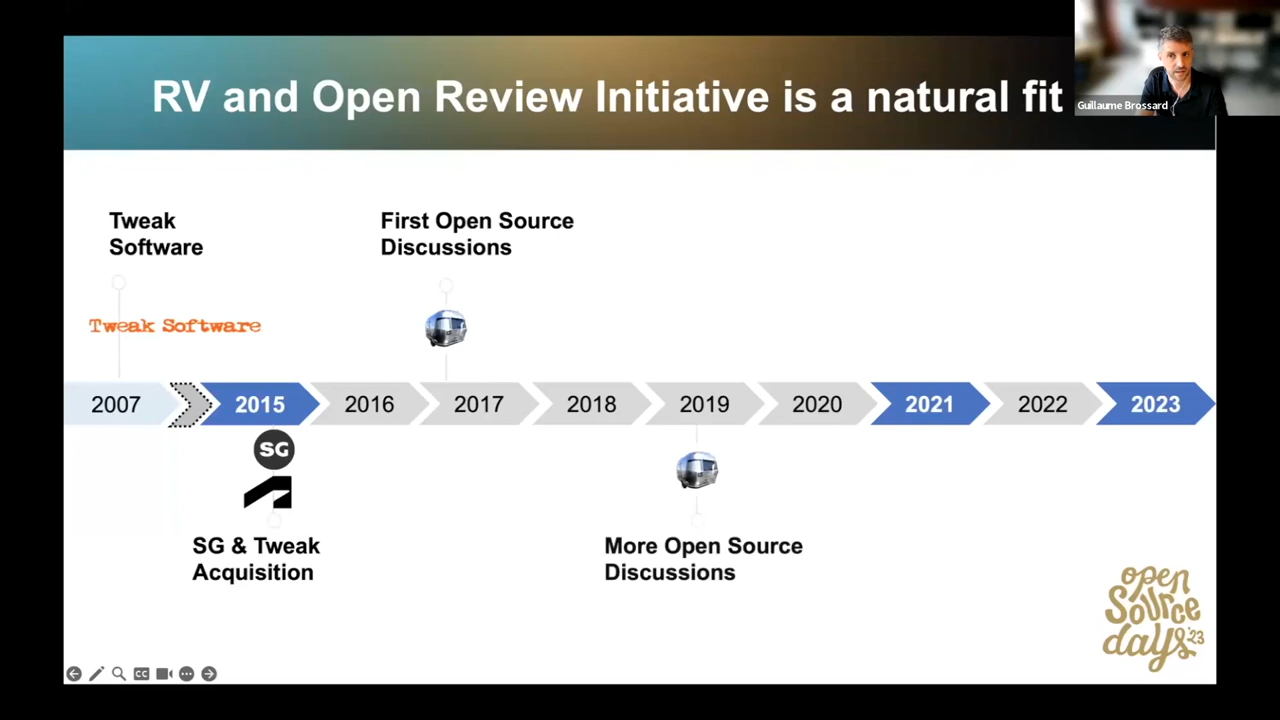 RV and Open Review Initiative is a natural fit
Guillaume Brossard
Tweak
Software
First Open Source
Discussions
Tweak Software
2007
2015
2016
2017
2018
2019
2020
2021
2022
2023
SG
SG & Tweak
Acquisition
More Open Source
Discussions
open
source
days '23
CC